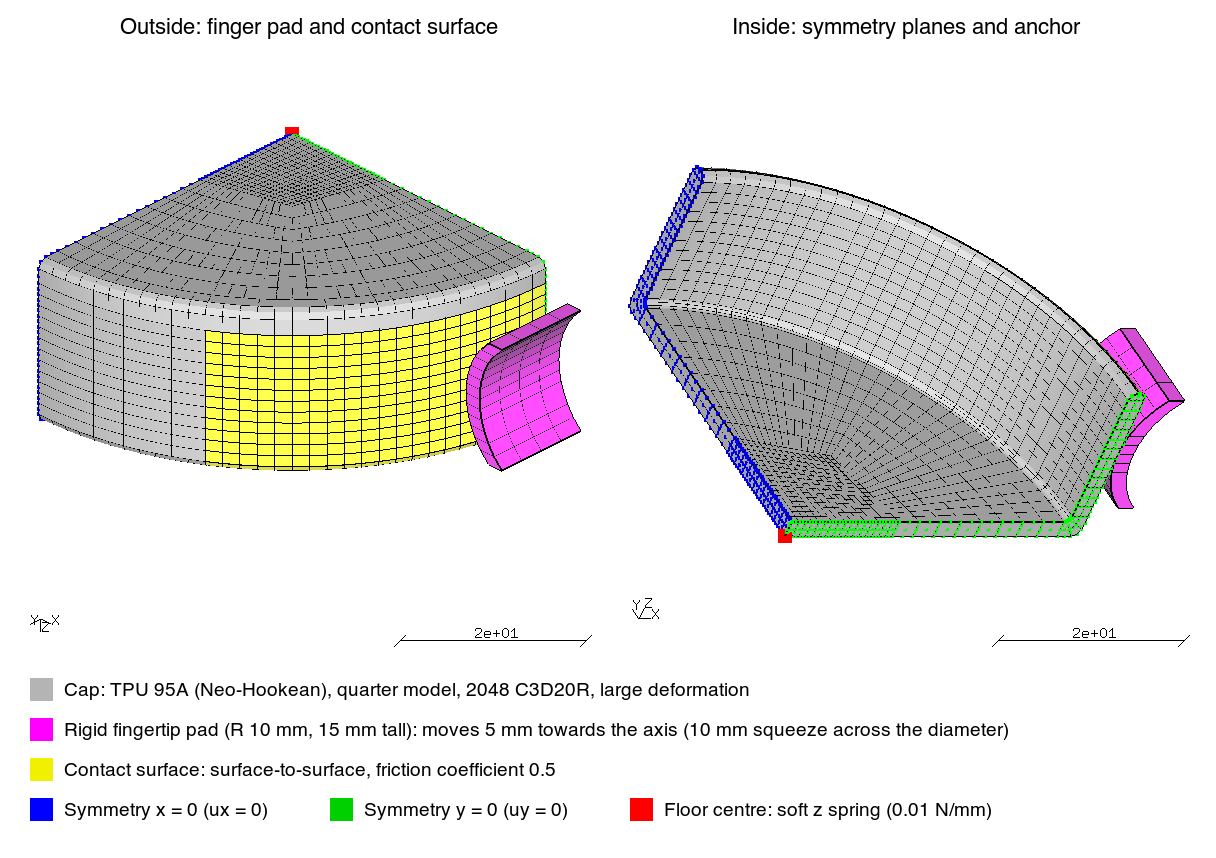 Outside: finger pad and contact surface
Inside: symmetry planes and anchor
2e+01
2e+01
Cap: TPU 95A (Neo-Hookean), quarter model, 2048 C3D20R, large deformation
Rigid fingertip pad (R 10 mm, 15 mm tall): moves 5 mm towards the axis (10 mm squeeze across the diameter)
Contact surface: surface-to-surface, friction coefficient 0.5
Symmetry x = 0 (ux = 0) Symmetry y = 0 (uy = 0) Floor centre: soft z spring (0.01 N/mm)